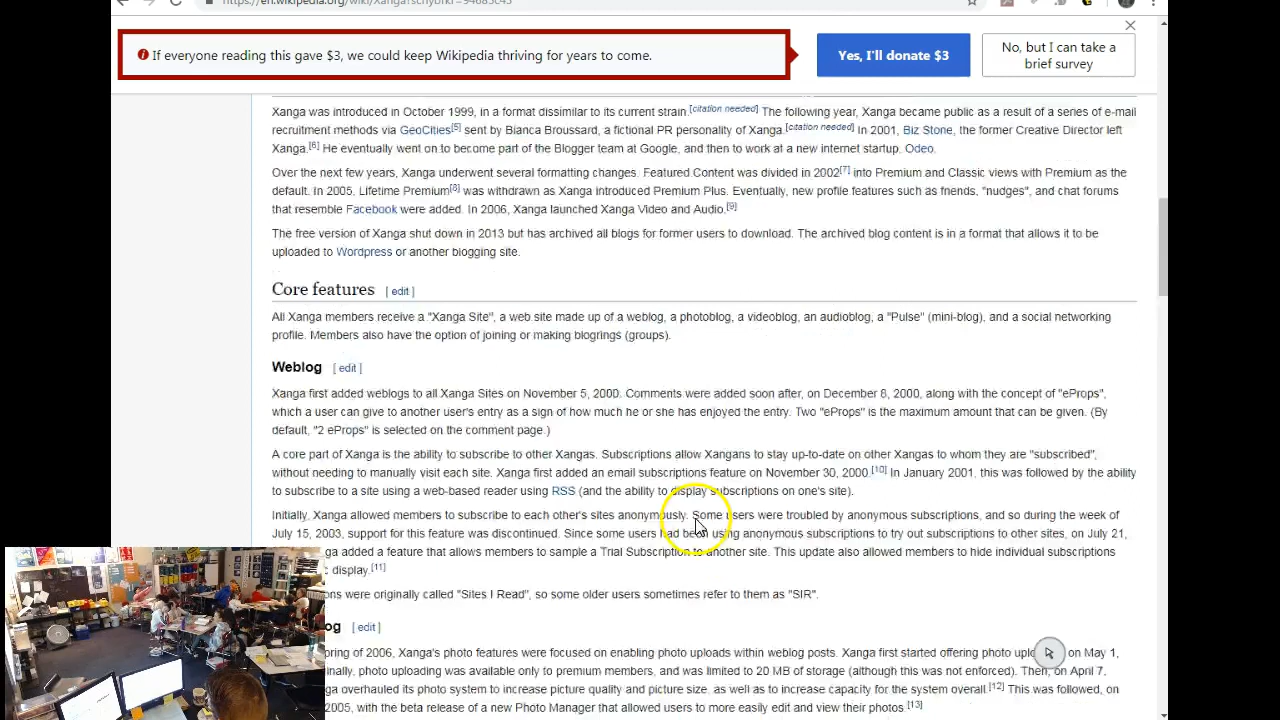 If everyone reading this gave $3, we could keep Wikipedia thriving for years to come.
Yes, I'll donate $3
No, but I can take a
brief survey
Xanga was introduced in October 1999, in a format dissimilar to its current strain.[citation needed] The following year, Xanga became public as a result of a series of e-mail
recruitment methods via GeoCities[5] sent by Bianca Broussard, a fictional PR personality of Xanga.[citation needed] In 2001, Biz Stone, the former Creative Director left
Xanga.[6] He eventually went on to become part of the Blogger team at Google, and then to work at a new internet startup. Odeo.
Over the next few years, Xanga underwent several formatting changes. Featured Content was divided in 2002[7] into Premium and Classic views with Premium as the
default. In 2005, Lifetime Premium[8] was withdrawn as Xanga introduced Premium Plus. Eventually, new profile features such as friends, "nudges", and chat forums
that resemble Facebook were added. In 2006, Xanga launched Xanga Video and Audio.[9]
The free version of Xanga shut down in 2013 but has archived all blogs for former users to download. The archived blog content is in a format that allows it to be
uploaded to Wordpress or another blogging site.
Core features [ edit ]
All Xanga members receive a "Xanga Site", a web site made up of a weblog, a photoblog, a videoblog, an audioblog, a "Pulse" (mini-blog), and a social networking
profile. Members also have the option of joining or making blogrings (groups).
Weblog [ edit ]
Xanga first added weblogs to all Xanga Sites on November 5, 2000. Comments were added soon after, on December 8, 2000, along with the concept of "eProps",
which a user can give to another user's entry as a sign of how much he or she has enjoyed the entry. Two "eProps" is the maximum amount that can be given. (By
default, "2 eProps" is selected on the comment page.)
A core part of Xanga is the ability to subscribe to other Xangas. Subscriptions allow Xangans to stay up-to-date on other Xangas to whom they are "subscribed",
without needing to manually visit each site. Xanga first added an email subscriptions feature on November 30, 2000.[10] In January 2001, this was followed by the ability
to subscribe to a site using a web-based reader using RSS (and the ability to display subscriptions on one's site).
Initially, Xanga allowed members to subscribe to each other's sites anonymously. Some users were troubled by anonymous subscriptions, and so during the week of
July 15, 2003, support for this feature was discontinued. Since some users had been using anonymous subscriptions to try out subscriptions to other sites, on July 21,
ga added a feature that allows members to sample a Trial Subscription to another site. This update also allowed members to hide individual subscriptions
display.[11]
ons were originally called "Sites I Read", so some older users sometimes refer to them as "SIR".
og [ edit ]
pring of 2006, Xanga's photo features were focused on enabling photo uploads within weblog posts. Xanga first started offering photo on May 1,
inally, photo uploading was available only to premium members, and was limited to 20 MB of storage (although this was not enforced). Then, on April 7,
ga overhauled its photo system to increase picture quality and picture size, as well as to increase capacity for the system overall.[12] This was followed, on
2005, with the beta release of a new Photo Manager that allowed users to more easily edit and view their photos.[13]